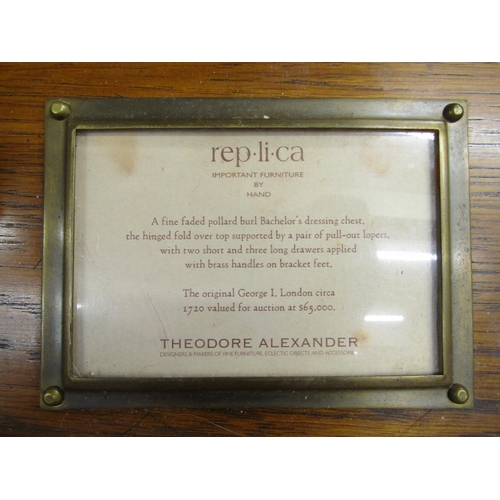 rep·li·ca
IMPORTANT FURNITURE
BY
HAND
A fine faded pollard burl Bachelor's dressing chest,
the hinged fold over top supported by a pair of pull-out lopers,
with two short and three long drawers applied
with brass handles on bracket feet.
The original George I, London circa
1720 valued for auction at $65,000.
THEODORE ALEXANDER
DESIGNERS & MAKERS OF FINE FURNITURE, ECLECTIC OBJECTS AND ACCESSORIES